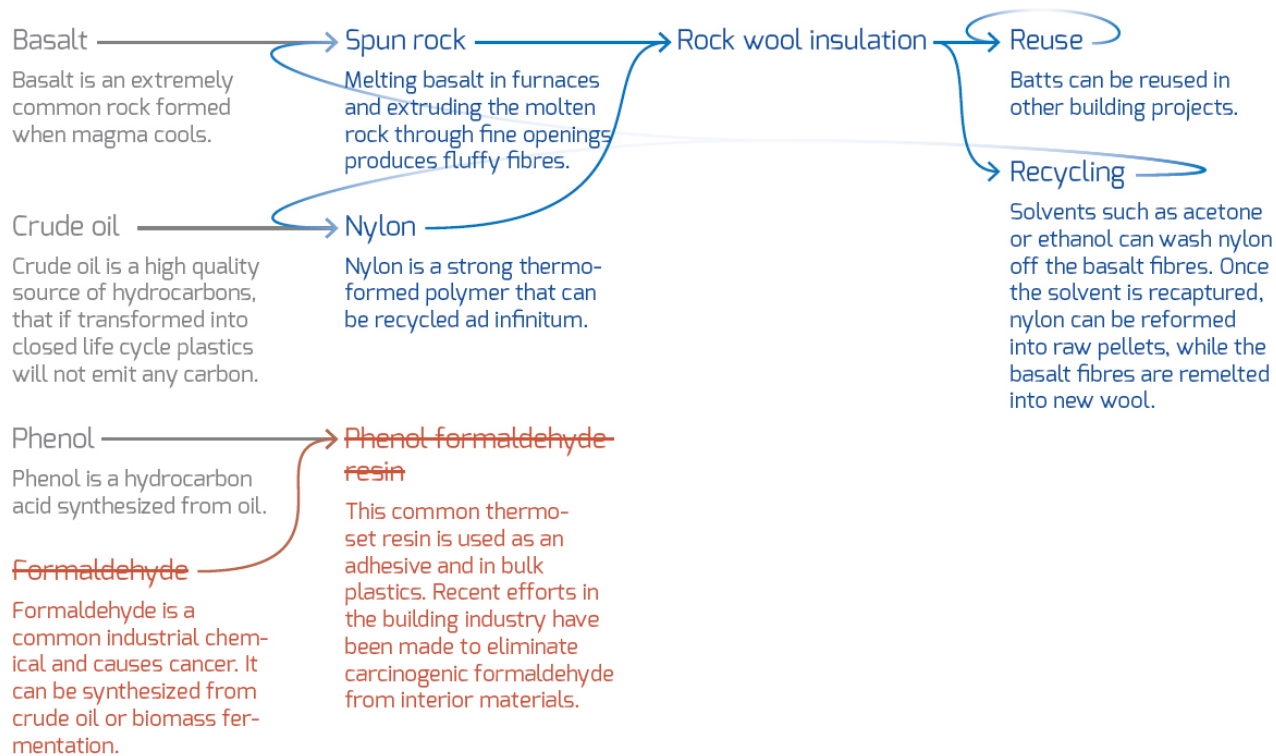 Basalt
Basalt is an extremely
common rock formed
when magma cools.
Spun rock
Melting basalt in furnaces
and extruding the molten
rock through fine openings
produces fluffy fibres.
Rock wool insulation
Reuse
Batts can be reused in
other building projects.
Recycling
Solvents such as acetone
or ethanol can wash nylon
off the basalt fibres. Once
the solvent is recaptured,
nylon can be reformed
into raw pellets, while the
basalt fibres are remelted
into new wool.
Crude oil
Crude oil is a high quality
source of hydrocarbons,
that if transformed into
closed life cycle plastics
will not emit any carbon.
Nylon
Nylon is a strong thermo-
formed polymer that can
be recycled ad infinitum.
Phenol
Phenol is a hydrocarbon
acid synthesized from oil.
Formaldehyde
Formaldehyde is a
common industrial chem-
ical and causes cancer. It
can be synthesized from
crude oil or biomass fer-
mentation.
Phenol formaldehyde
resin
This common thermo-
set resin is used as an
adhesive and in bulk
plastics. Recent efforts in
the building industry have
been made to eliminate
carcinogenic formaldehyde
from interior materials.